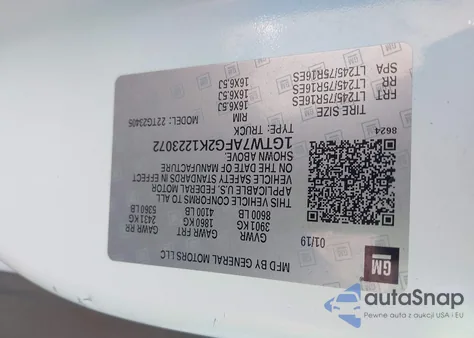 MFD BY GENERAL MOTORS LLC
01/19
GVWR GAWR FRT GAWR RR
3901 KG 1860 KG 2431 KG
8600 LB 4100 LB 5360 LB
THIS VEHICLE CONFORMS TO ALL
APPLICABLE U.S. FEDERAL MOTOR
VEHICLE SAFETY STANDARDS IN EFFECT
ON THE DATE OF MANUFACTURE
SHOWN ABOVE.
1GTW7AFG2K1223072
TYPE: TRUCK
MODEL: 22TG23405
8624
TIRE SIZE RIM
FRT LT245/75R16ES 16X6.5J
RR LT245/75R16ES 16X6.5J
SPA LT245/75R16ES 16X6.5J
GM
autaSnap
Pewne auta z aukcji USA i EU